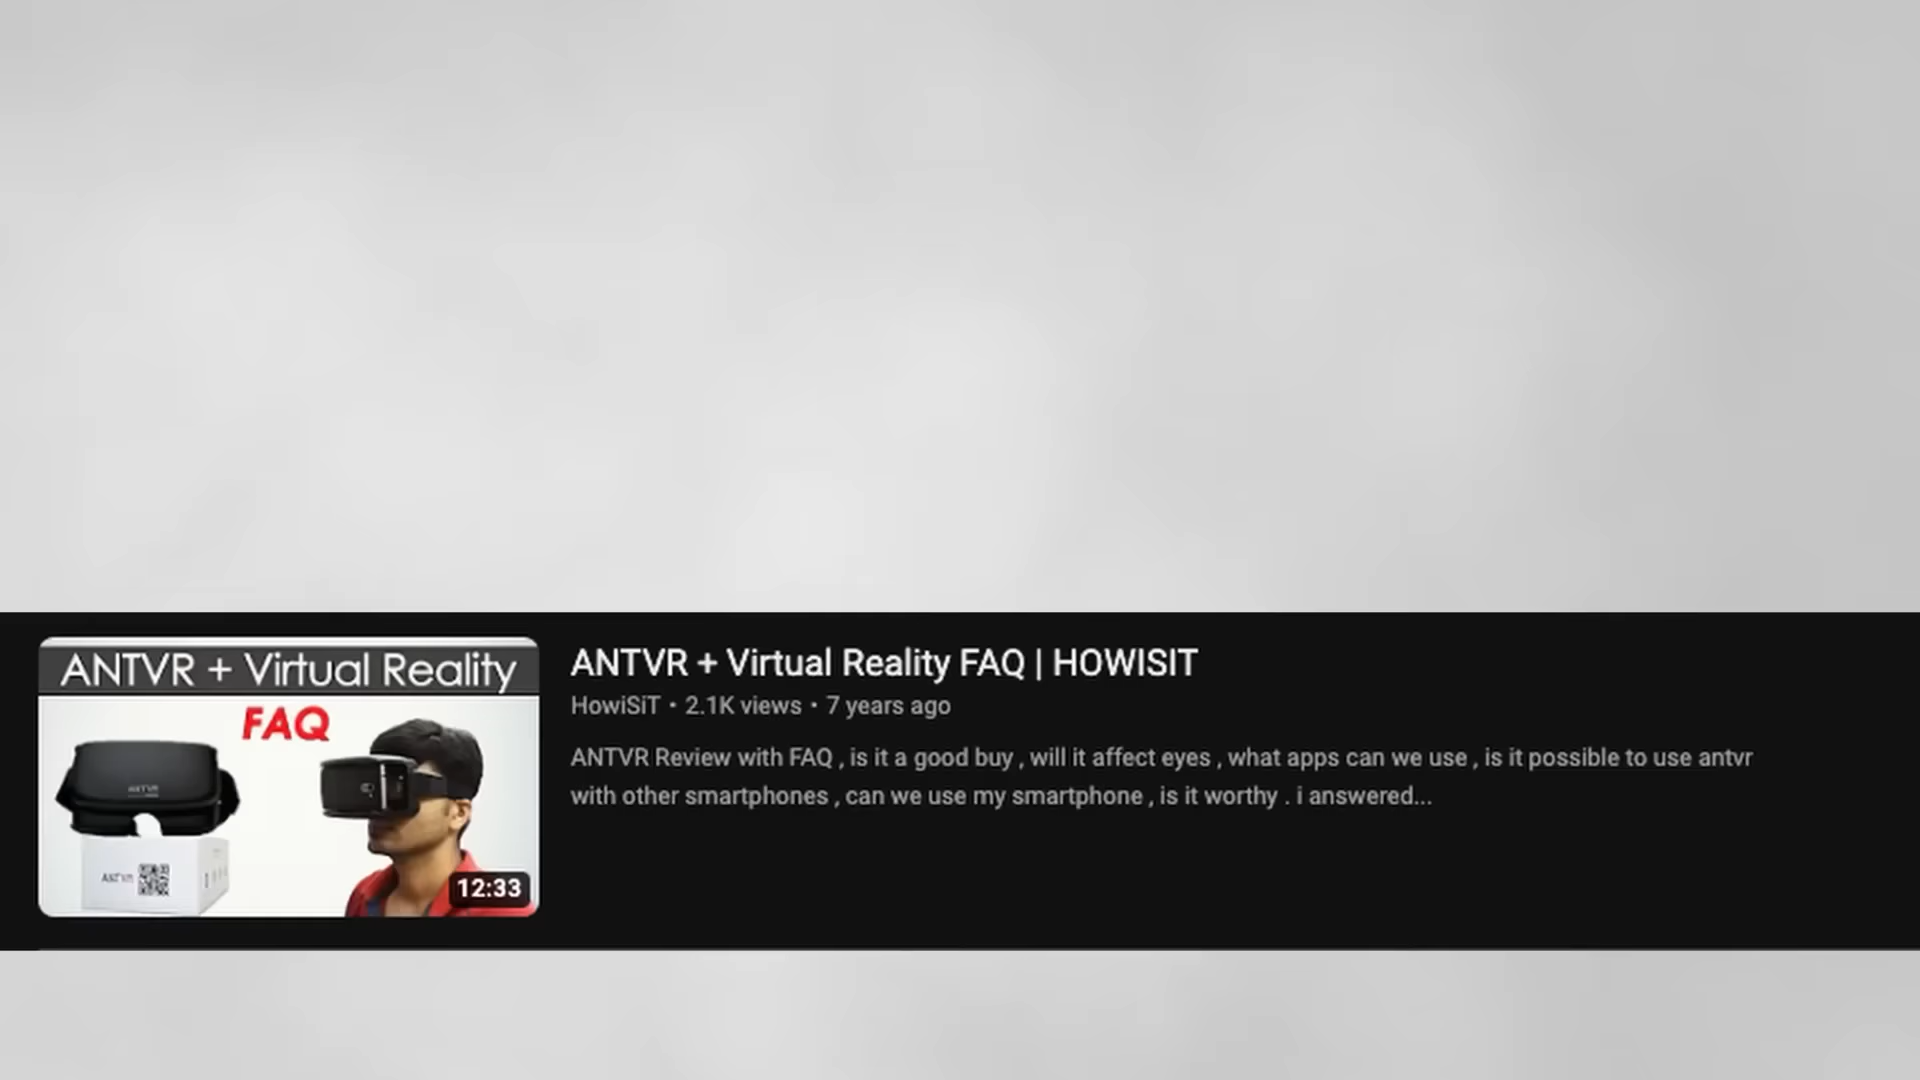 ANTVR + Virtual Reality
FAQ
ANTVR
ANTVR
12:33
ANTVR + Virtual Reality FAQ | HOWISIT
HowiSiT • 2.1K views • 7 years ago
ANTVR Review with FAQ , is it a good buy , will it affect eyes , what apps can we use , is it possible to use antvr
with other smartphones , can we use my smartphone , is it worthy . i answered...